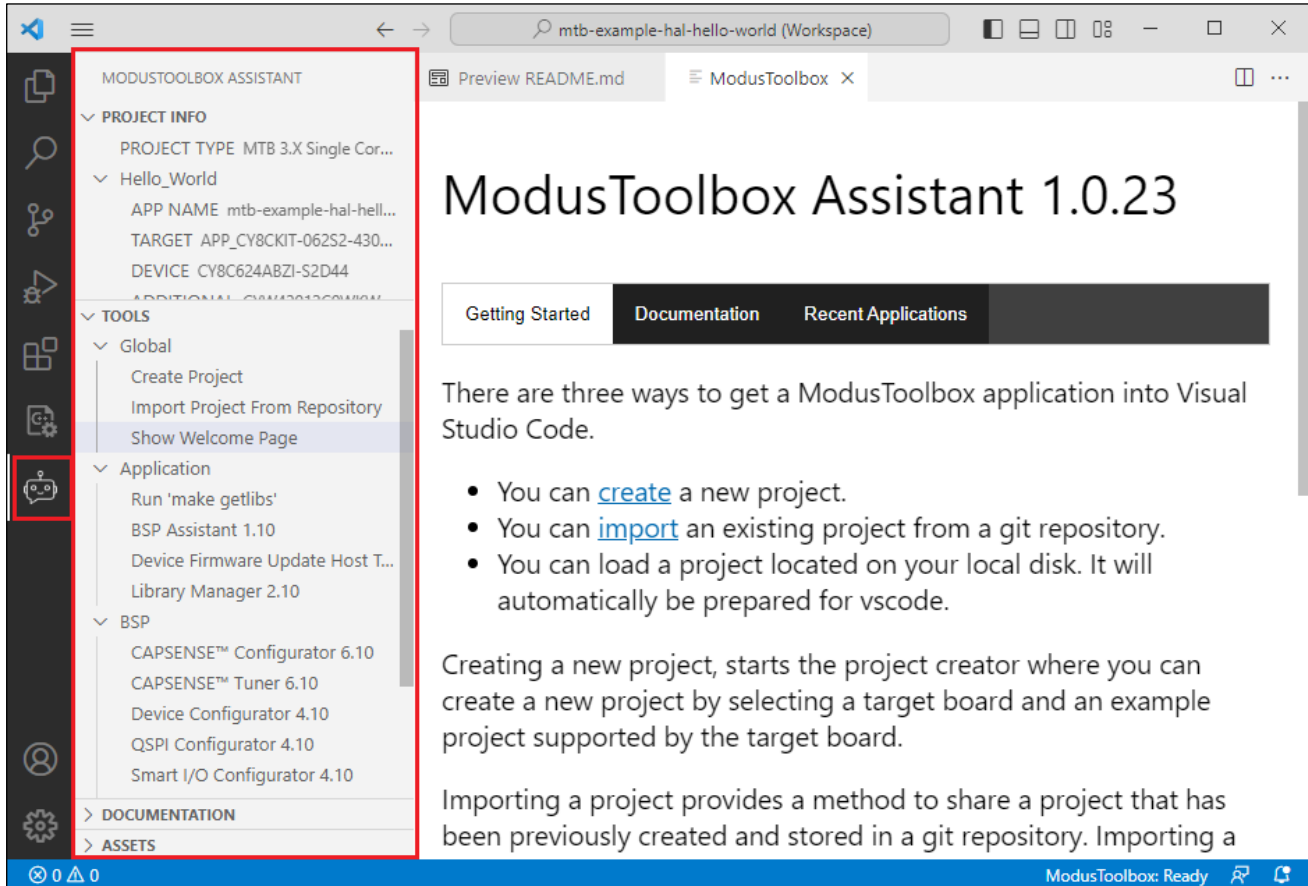 mtb-example-hal-hello-world (Workspace)
MODUSTOOLBOX ASSISTANT
PROJECT INFO
PROJECT TYPE MTB 3.X Single Cor...
Hello_World
APP NAME mtb-example-hal-hell...
TARGET APP_CY8CKIT-062S2-430...
DEVICE CY8C624ABZI-S2D44
TOOLS
Global
Create Project
Import Project From Repository
Show Welcome Page
Application
Run 'make getlibs'
BSP Assistant 1.10
Device Firmware Update Host T...
Library Manager 2.10
BSP
CAPSENSE™ Configurator 6.10
CAPSENSE™ Tuner 6.10
Device Configurator 4.10
QSPI Configurator 4.10
Smart I/O Configurator 4.10
DOCUMENTATION
ASSETS
Preview README.md
ModusToolbox
ModusToolbox Assistant 1.0.23
Getting Started Documentation Recent Applications
There are three ways to get a ModusToolbox application into Visual
Studio Code.
• You can create a new project.
• You can import an existing project from a git repository.
• You can load a project located on your local disk. It will
automatically be prepared for vscode.
Creating a new project, starts the project creator where you can
create a new project by selecting a target board and an example
project supported by the target board.
Importing a project provides a method to share a project that has
been previously created and stored in a git repository. Importing a
0 0
ModusToolbox: Ready